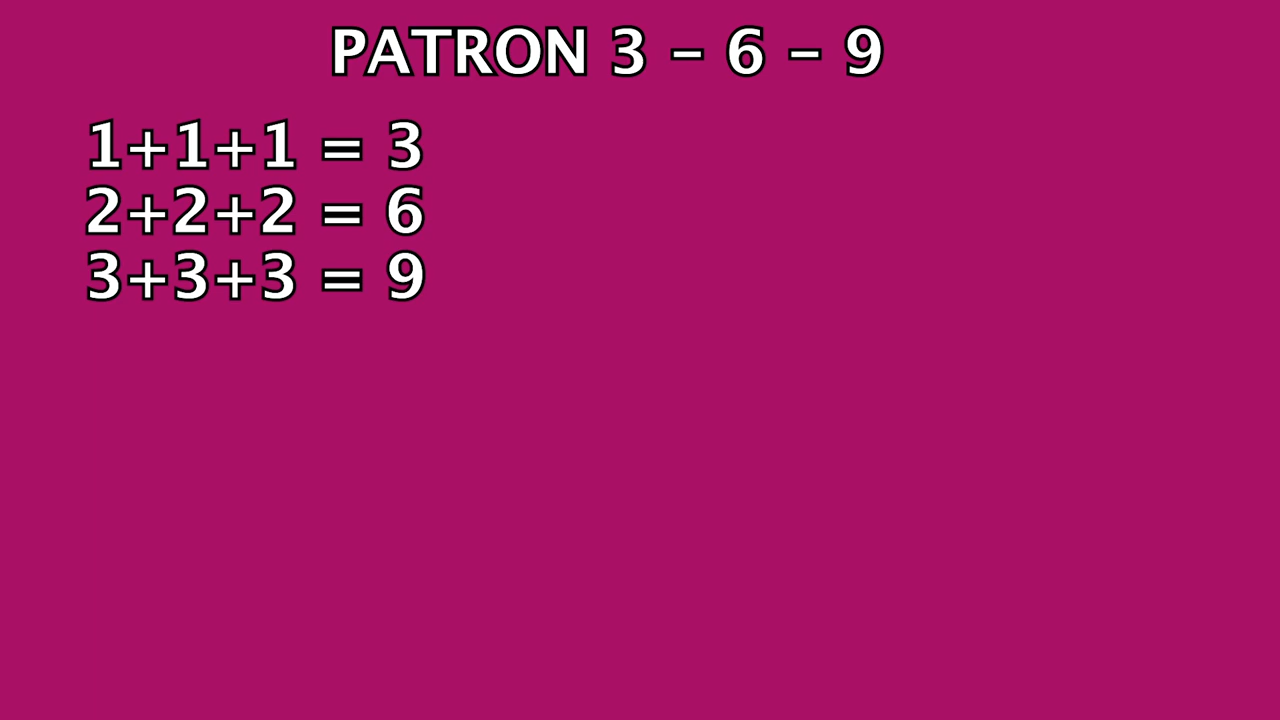 PATRON 3 – 6 – 9
1+1+1 = 3
2+2+2 = 6
3+3+3 = 9